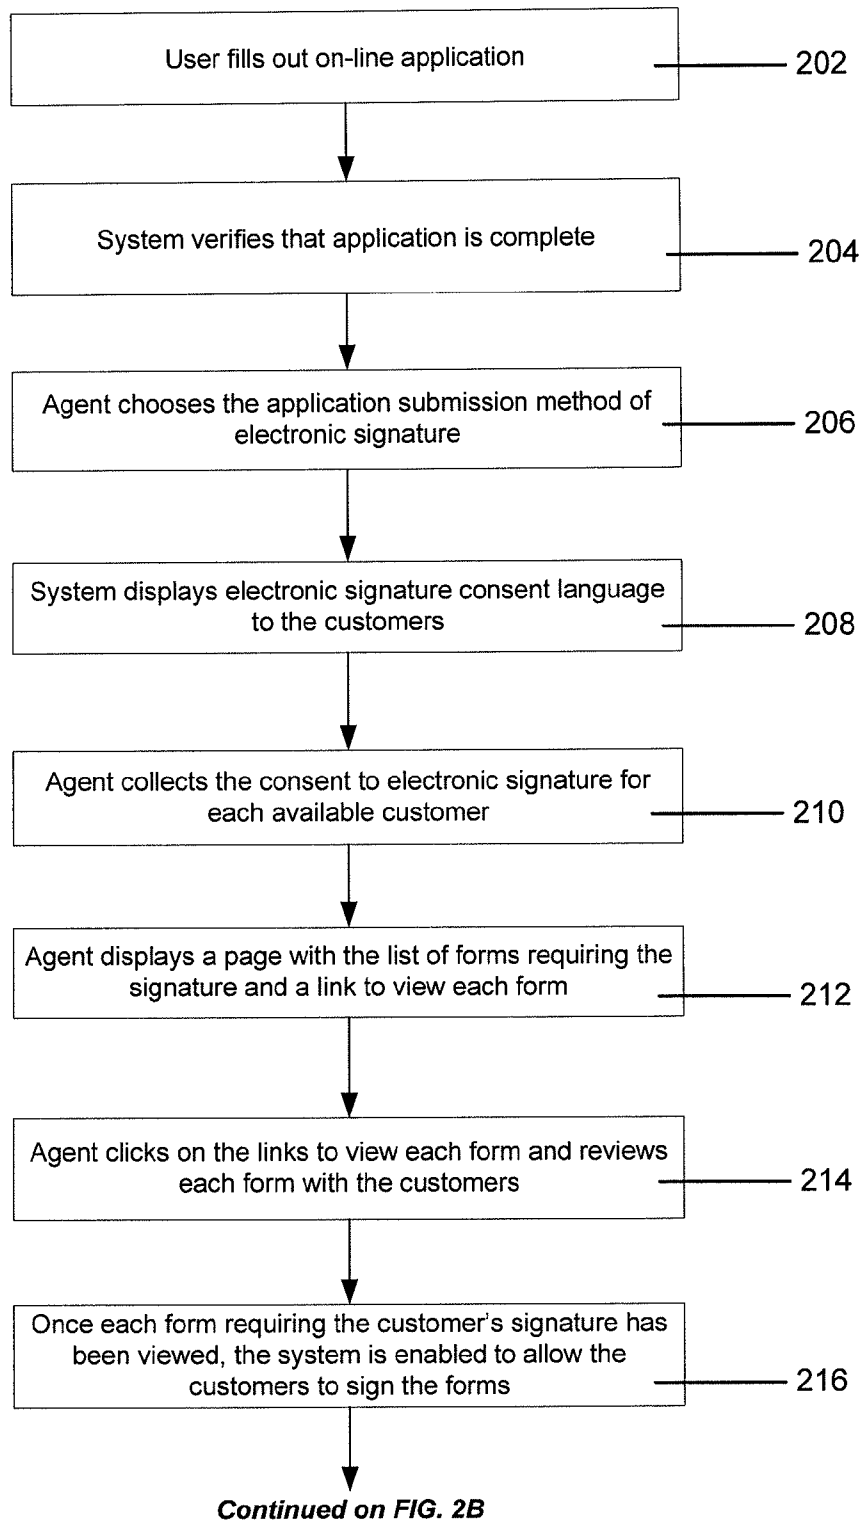 User fills out on-line application
202
System verifies that application is complete
204
Agent chooses the application submission method of
electronic signature
206
System displays electronic signature consent language
to the customers
208
Agent collects the consent to electronic signature for
each available customer
210
Agent displays a page with the list of forms requiring the
signature and a link to view each form
212
Agent clicks on the links to view each form and reviews
each form with the customers
214
Once each form requiring the customer's signature has
been viewed, the system is enabled to allow the
customers to sign the forms
216
Continued on FIG. 2B